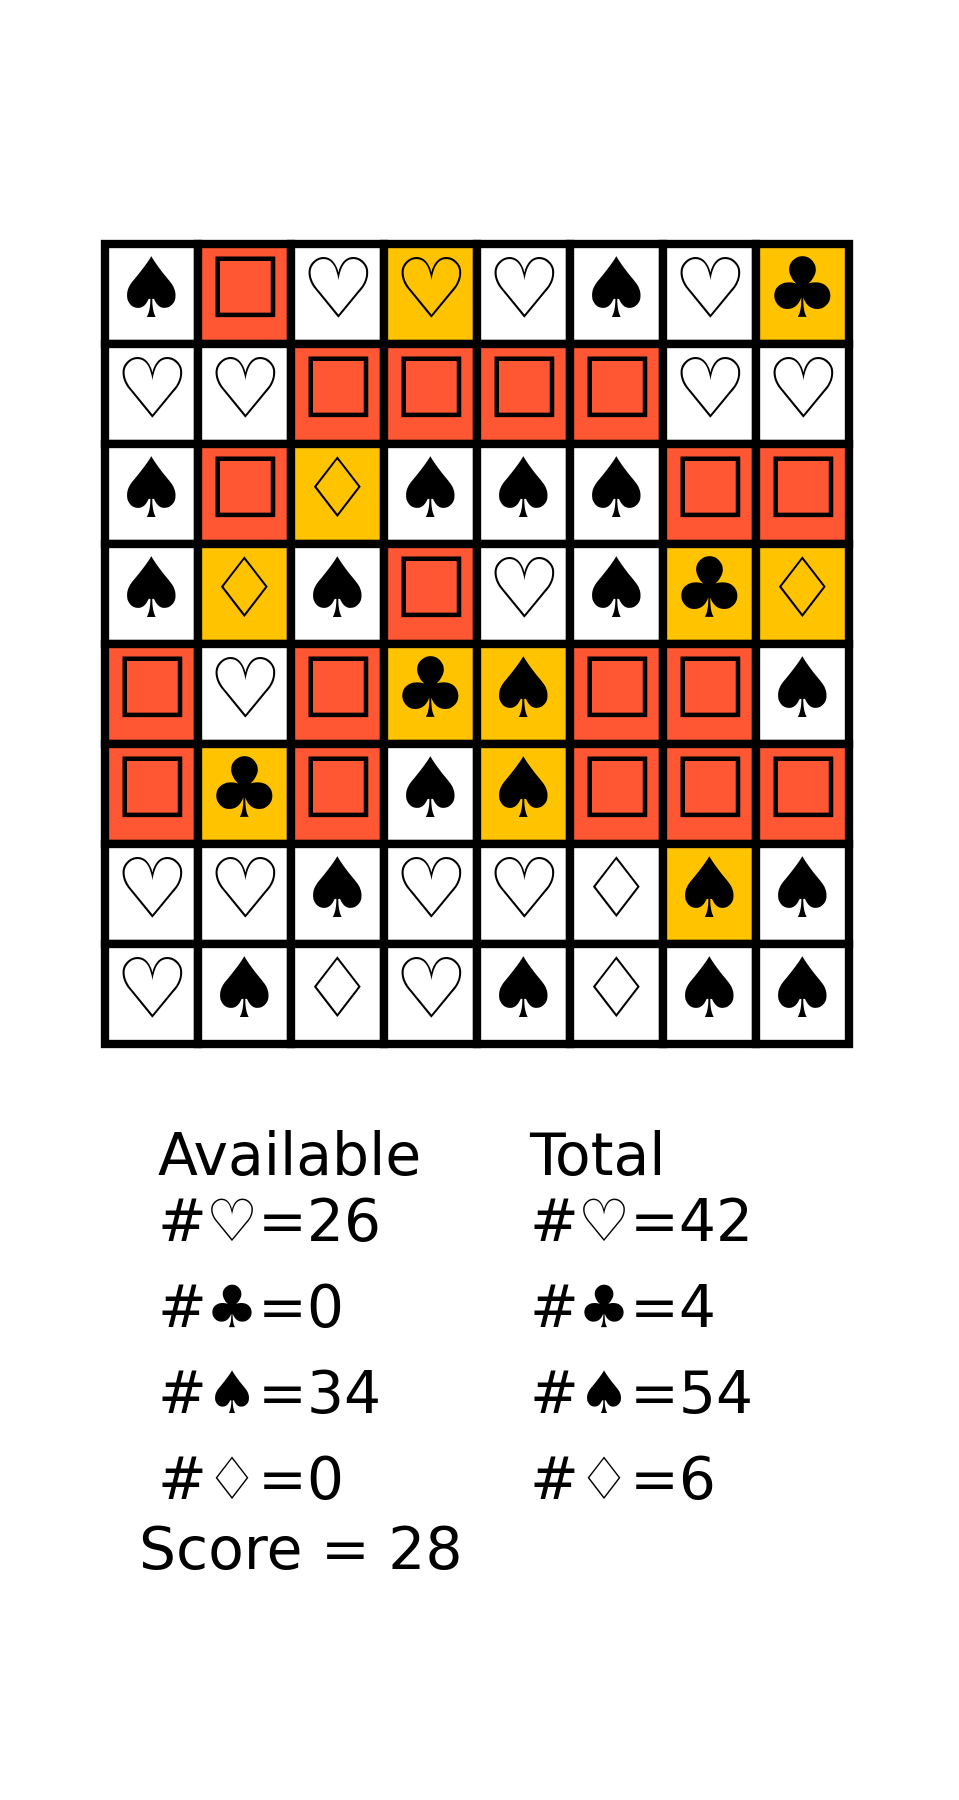 ♠ □ ♡ ♡ ♡ ♠ ♡ ♣
♡ ♡ □ □ □ □ ♡ ♡
♠ □ ♢ ♠ ♠ ♠ □ □
♠ ♢ ♠ □ ♡ ♠ ♣ ♢
□ ♡ □ ♣ ♠ □ □ ♠
□ ♣ □ ♠ ♠ □ □ □
♡ ♡ ♠ ♡ ♡ ♢ ♠ ♠
♡ ♠ ♢ ♡ ♠ ♢ ♠ ♠
Available Total
#♡=26 #♡=42
#♣=0 #♣=4
#♠=34 #♠=54
#♢=0 #♢=6
Score = 28